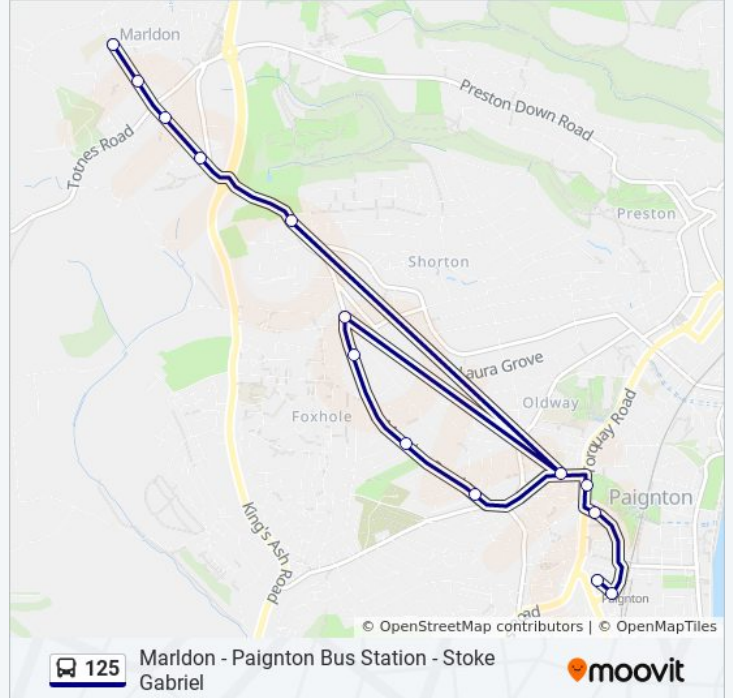 Marldon
Preston Down Road
Totnes Road
Preston
Shorton
Laura Grove
Oldway
Foxhole
Torquay Road
Paignton
King's Ash Road
Paignton
oad
© OpenStreetMap contributors | © OpenMapTiles
125
Marldon - Paignton Bus Station - Stoke
Gabriel
moovit